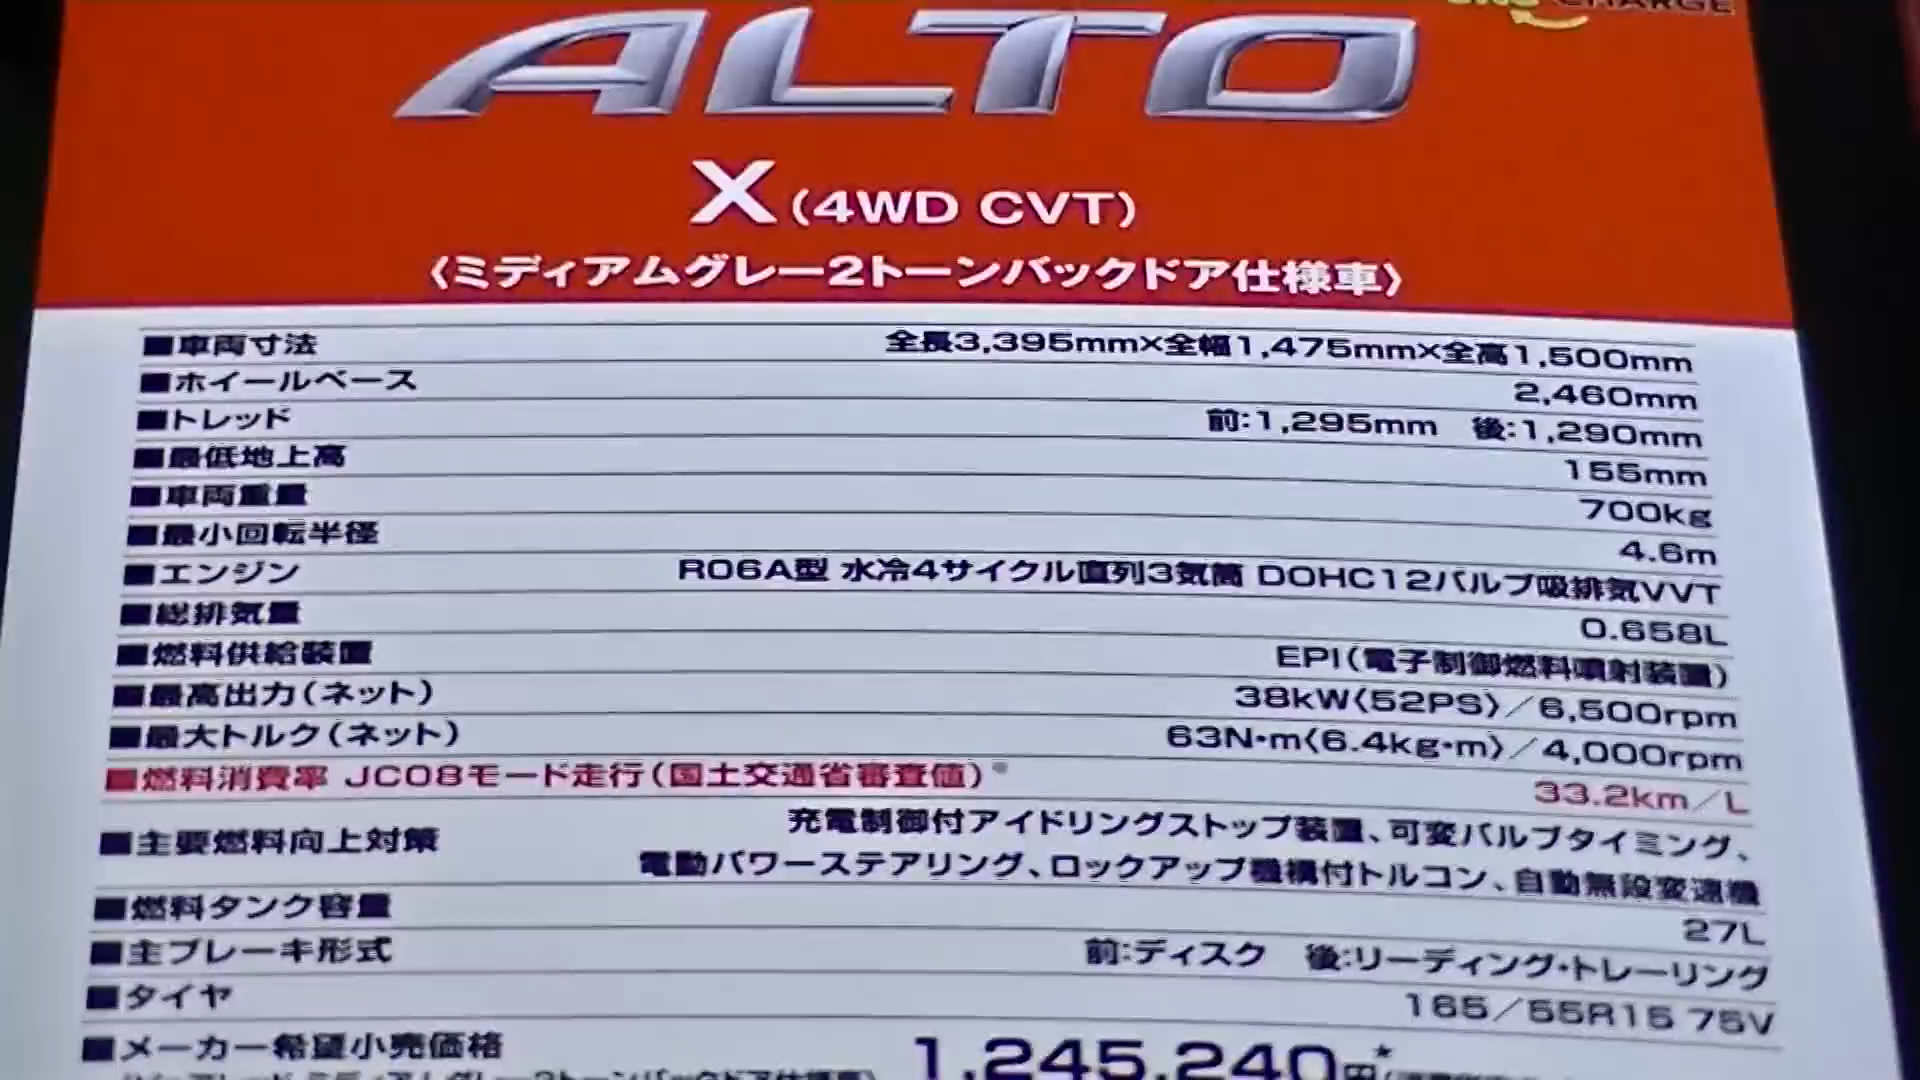 CHARGE
ALTO
X(4WD CVT)
〈ミディアムグレー2トーンバックドア仕様車〉
■車両寸法 全長3,395mm×全幅1,475mm×全高1,500mm
■ホイールベース 2,460mm
■トレッド 前:1,295mm 後:1,290mm
■最低地上高 155mm
■車両重量 700kg
■最小回転半径 4.6m
■エンジン R06A型 水冷4サイクル直列3気筒 DOHC12バルブ吸排気VVT
■総排気量 0.658L
■燃料供給装置 EPI(電子制御燃料噴射装置)
■最高出力(ネット) 38kW〈52PS〉/6,500rpm
■最大トルク(ネット) 63N・m〈6.4kg・m〉/4,000rpm
■燃料消費率 JC08モード走行(国土交通省審査値)※ 33.2km/L
■主要燃料向上対策 充電制御付アイドリングストップ装置、可変バルブタイミング、
電動パワーステアリング、ロックアップ機構付トルコン、自動無段変速機
■燃料タンク容量 27L
■主ブレーキ形式 前:ディスク 後:リーディング・トレーリング
■タイヤ 165/55R15 75V
■メーカー希望小売価格 1,245,240円★